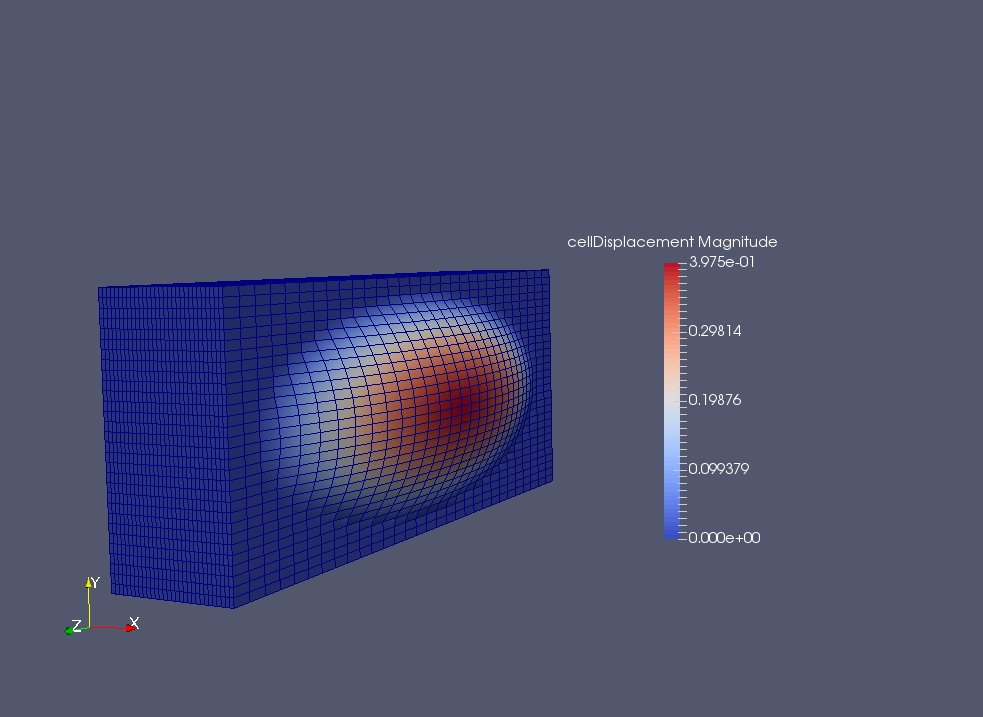 cellDisplacement Magnitude
3.975e-01
0.29814
0.19876
0.099379
0.000e+00
Y
Z
X